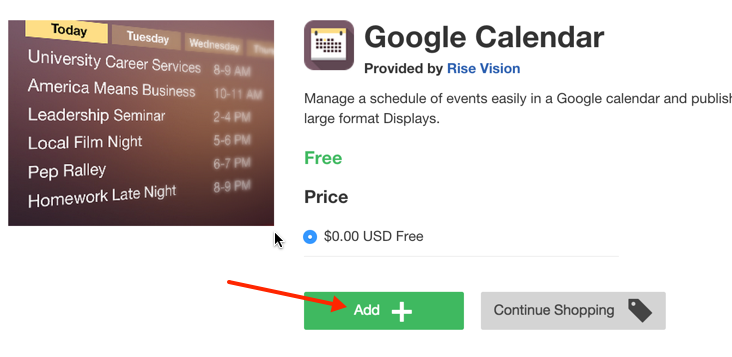 Today Tuesday Wednesday
University Career Services 8-9 AM
America Means Business 10-11 AM
Leadership Seminar 2-4 PM
Local Film Night 5-6 PM
Pep Ralley 6-7 PM
Homework Late Night 8-9 PM
Google Calendar
Provided by Rise Vision
Manage a schedule of events easily in a Google calendar and publish
large format Displays.
Free
Price
$0.00 USD Free
Add
Continue Shopping